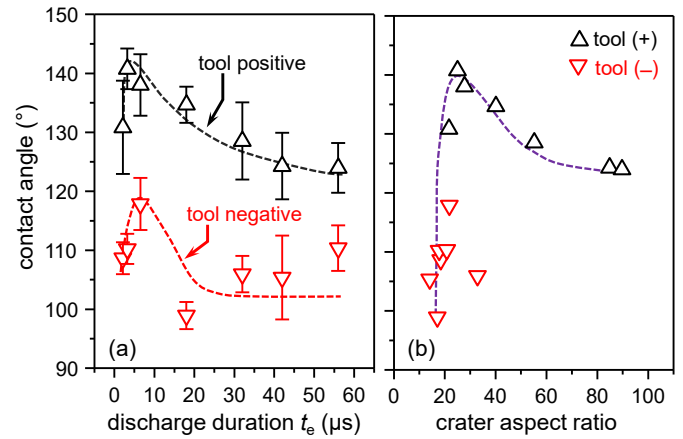 150
140
130
120
110
100
90
contact angle (°)
tool positive
tool negative
(a)
0 10 20 30 40 50 60
discharge duration tₑ (µs)
tool (+)
tool (–)
(b)
0 20 40 60 80 100
crater aspect ratio